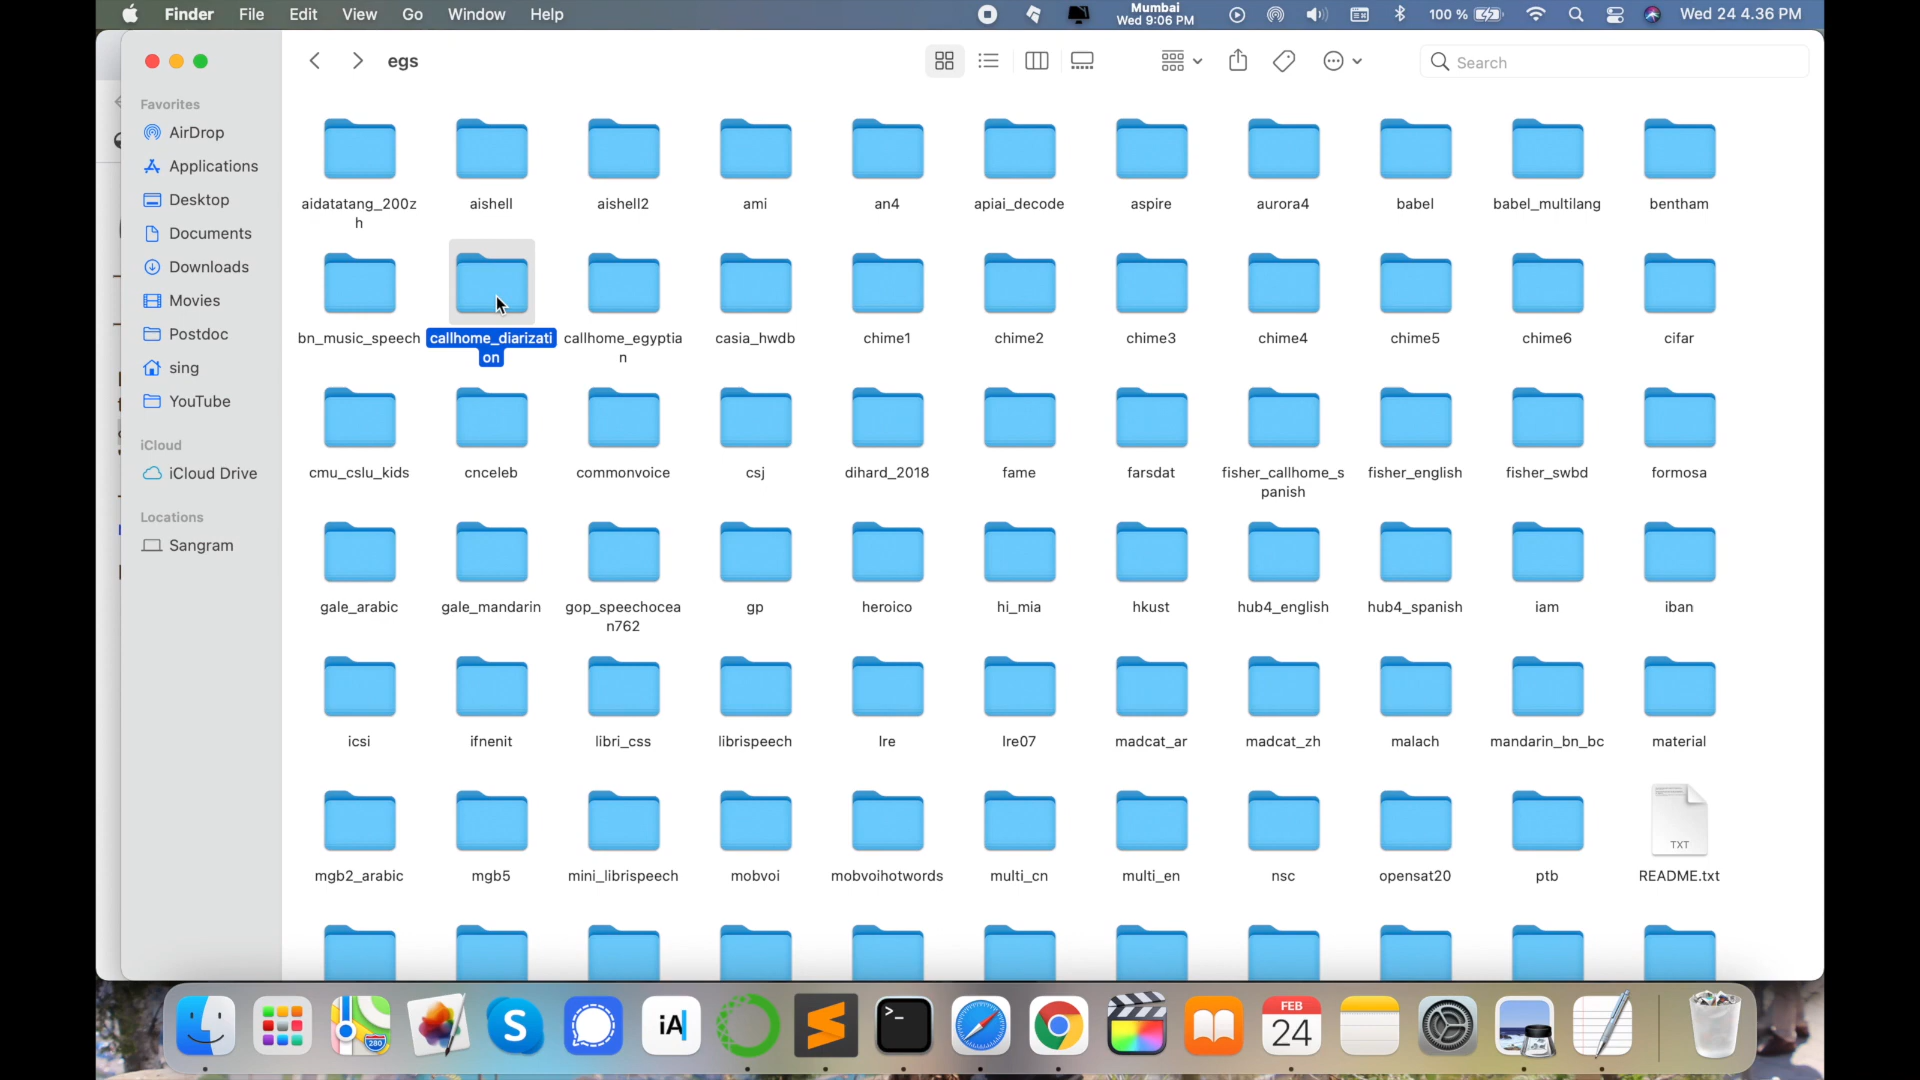 Finder File Edit View Go Window Help Mumbai Wed 9:06 PM 100 % Wed 24 4.36 PM
egs Search
Favorites
AirDrop
Applications
Desktop
Documents
Downloads
Movies
Postdoc
sing
YouTube
iCloud
iCloud Drive
Locations
Sangram
aidatatang_200z
h
aishell
aishell2
ami
an4
apiai_decode
aspire
aurora4
babel
babel_multilang
bentham
bn_music_speech
callhome_diarizati
on
callhome_egyptia
n
casia_hwdb
chime1
chime2
chime3
chime4
chime5
chime6
cifar
cmu_cslu_kids
cnceleb
commonvoice
csj
dihard_2018
fame
farsdat
fisher_callhome_s
panish
fisher_english
fisher_swbd
formosa
gale_arabic
gale_mandarin
gop_speechocea
n762
gp
heroico
hi_mia
hkust
hub4_english
hub4_spanish
iam
iban
icsi
ifnenit
libri_css
librispeech
lre
lre07
madcat_ar
madcat_zh
malach
mandarin_bn_bc
material
mgb2_arabic
mgb5
mini_librispeech
mobvoi
mobvoihotwords
multi_cn
multi_en
nsc
opensat20
ptb
TXT
README.txt
280
S
iA
>_
FEB
24